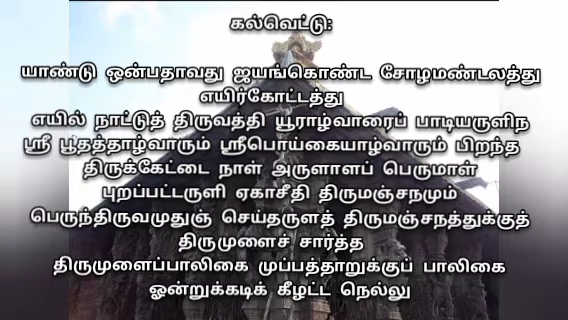 கல்வெட்டு:
யாண்டு ஒன்பதாவது ஜயங்கொண்ட சோழமண்டலத்து
எயிர்கோட்டத்து
எயில் நாட்டுத் திருவத்தி யூராழ்வாரைப் பாடியருளிந
ஸ்ரீ பூதத்தாழ்வாரும் ஸ்ரீபொய்கையாழ்வாரும் பிறந்த
திருக்கேட்டை நாள் அருளாளப் பெருமாள்
புறப்பட்டருளி ஏகாசீதி திருமஞ்சநமும்
பெருந்திருவமுதுஞ் செய்தருளத் திருமஞ்சநத்துக்குத்
திருமுளைச் சார்த்த
திருமுளைப்பாலிகை முப்பத்தாறுக்குப் பாலிகை
ஓன்றுக்கடிக் கீழட்ட நெல்லு